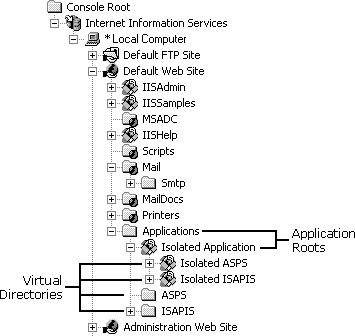 Console Root
Internet Information Services
* Local Computer
Default FTP Site
Default Web Site
IISAdmin
IISSamples
MSADC
IISHelp
Scripts
Mail
Smtp
MailDocs
Printers
Applications
Isolated Application
Application
Roots
Isolated ASPS
Isolated ISAPIS
Virtual
Directories
ASPS
ISAPIS
Administration Web Site